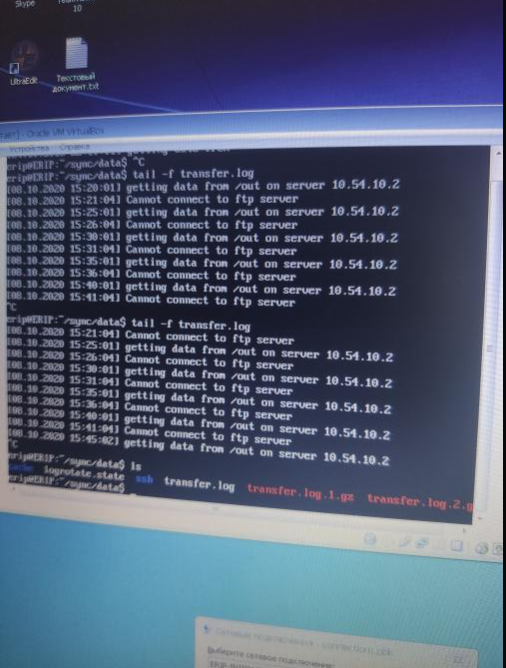 Skype
10
UltraEdit
Текстовый
документ.txt
Oracle VM VirtualBox
Устройства Справка
erip@ERIP:~/sync/data$ ^C
erip@ERIP:~/sync/data$ tail -f transfer.log
[08.10.2020 15:20:01] getting data from /out on server 10.54.10.2
[08.10.2020 15:21:04] Cannot connect to ftp server
[08.10.2020 15:25:01] getting data from /out on server 10.54.10.2
[08.10.2020 15:26:04] Cannot connect to ftp server
[08.10.2020 15:30:01] getting data from /out on server 10.54.10.2
[08.10.2020 15:31:04] Cannot connect to ftp server
[08.10.2020 15:35:01] getting data from /out on server 10.54.10.2
[08.10.2020 15:36:04] Cannot connect to ftp server
[08.10.2020 15:40:01] getting data from /out on server 10.54.10.2
[08.10.2020 15:41:04] Cannot connect to ftp server
^C
erip@ERIP:~/sync/data$ tail -f transfer.log
[08.10.2020 15:21:04] Cannot connect to ftp server
[08.10.2020 15:25:01] getting data from /out on server 10.54.10.2
[08.10.2020 15:26:04] Cannot connect to ftp server
[08.10.2020 15:30:01] getting data from /out on server 10.54.10.2
[08.10.2020 15:31:04] Cannot connect to ftp server
[08.10.2020 15:35:01] getting data from /out on server 10.54.10.2
[08.10.2020 15:36:04] Cannot connect to ftp server
[08.10.2020 15:40:01] getting data from /out on server 10.54.10.2
[08.10.2020 15:41:04] Cannot connect to ftp server
[08.10.2020 15:45:02] getting data from /out on server 10.54.10.2
^C
erip@ERIP:~/sync/data$ ls
cache logrotate.state ssh transfer.log transfer.log.1.gz transfer.log.2.g
erip@ERIP:~/sync/data$
Сетевые подключения - connection.pbk
Выберите сетевое подключение: